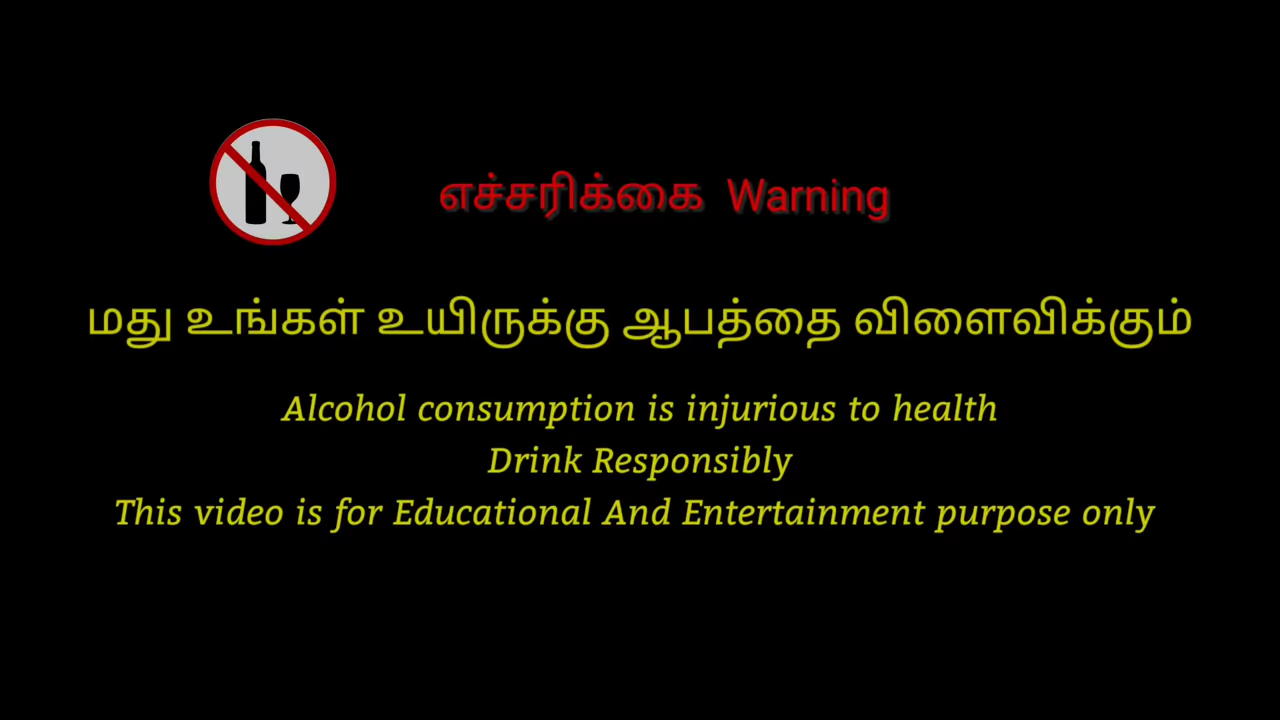 எச்சரிக்கை Warning
மது உங்கள் உயிருக்கு ஆபத்தை விளைவிக்கும்
Alcohol consumption is injurious to health
Drink Responsibly
This video is for Educational And Entertainment purpose only